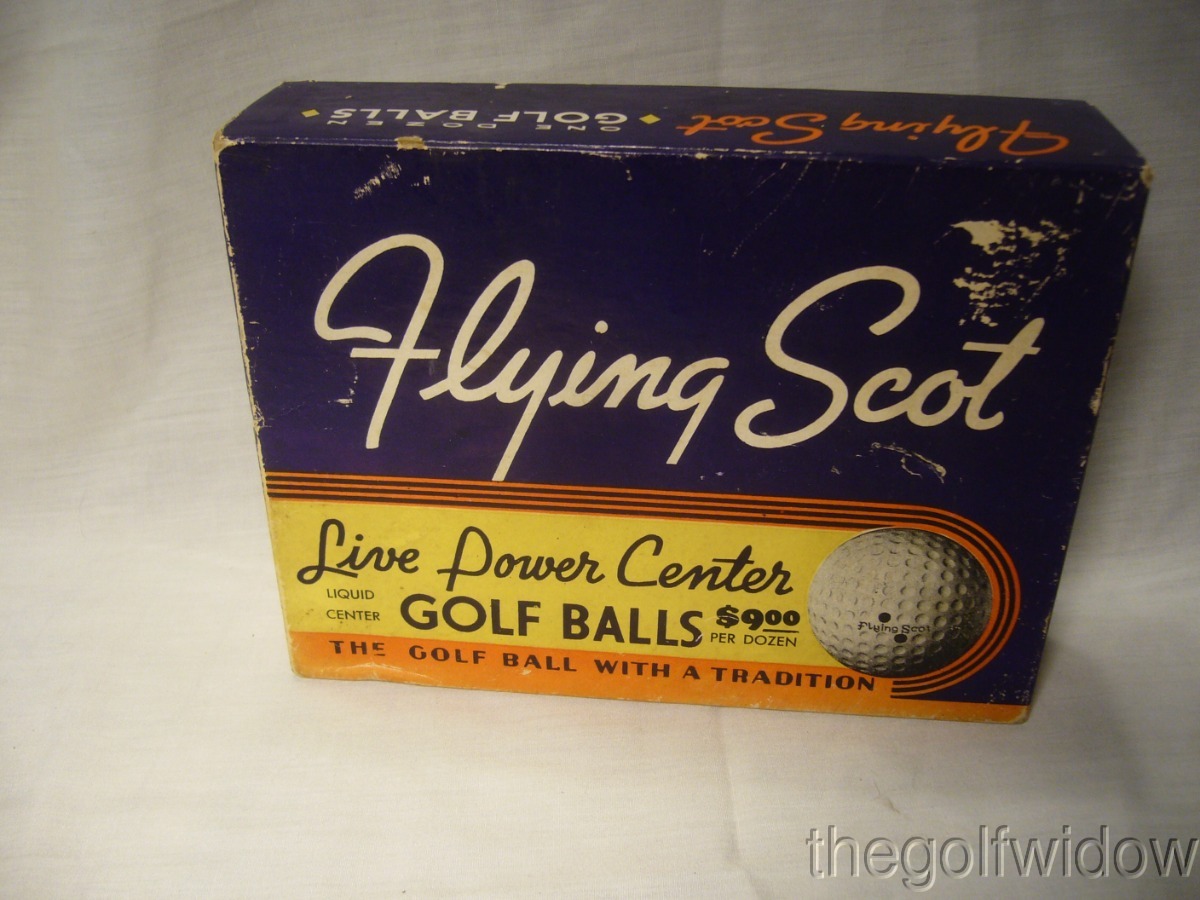 Flying Scot
ONE DOZEN
GOLF BALLS
Flying Scot
Live Power Center
LIQUID
CENTER
GOLF BALLS
$9.00
PER DOZEN
Flying Scot
THE GOLF BALL WITH A TRADITION
thegolfwidow